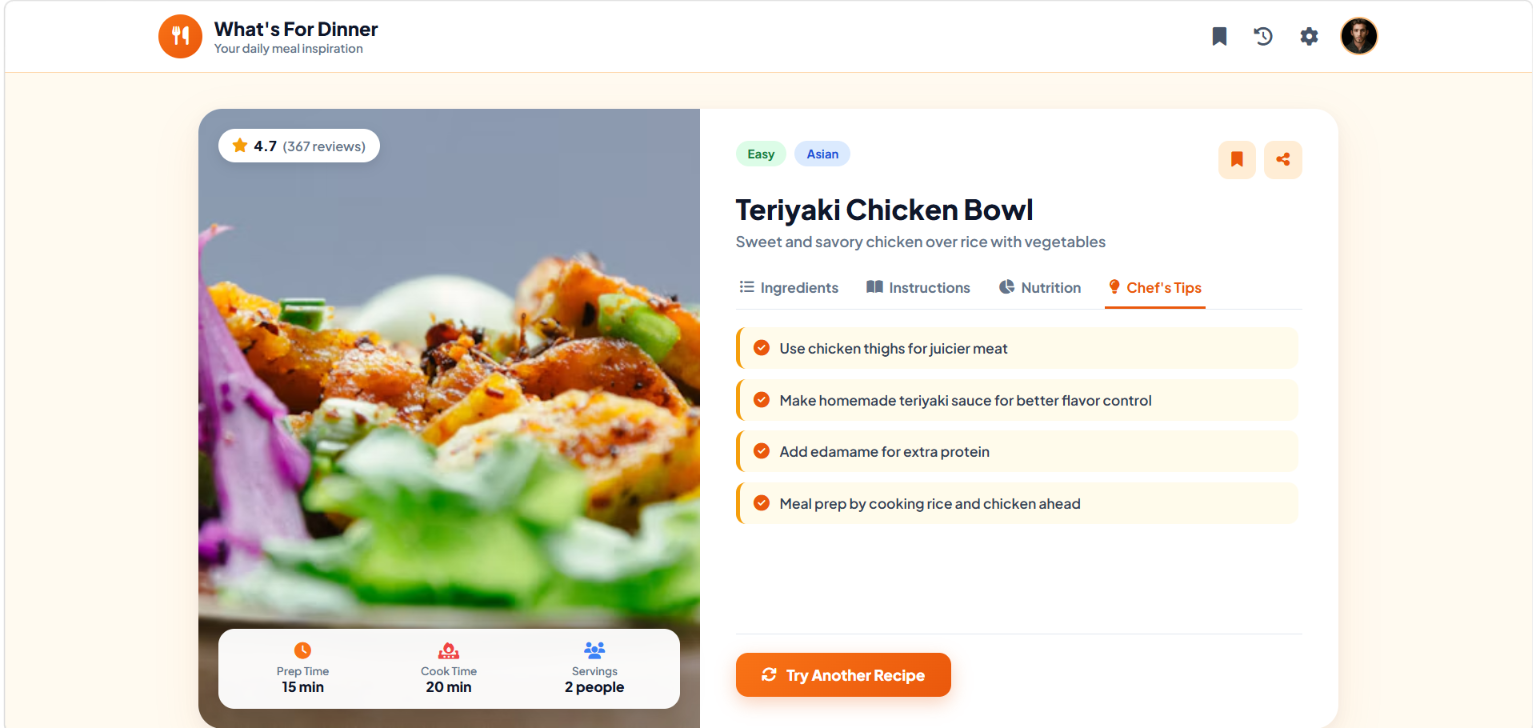 What's For Dinner
Your daily meal inspiration
4.7 (367 reviews)
Prep Time
15 min
Cook Time
20 min
Servings
2 people
Easy
Asian
Teriyaki Chicken Bowl
Sweet and savory chicken over rice with vegetables
Ingredients
Instructions
Nutrition
Chef's Tips
Use chicken thighs for juicier meat
Make homemade teriyaki sauce for better flavor control
Add edamame for extra protein
Meal prep by cooking rice and chicken ahead
Try Another Recipe